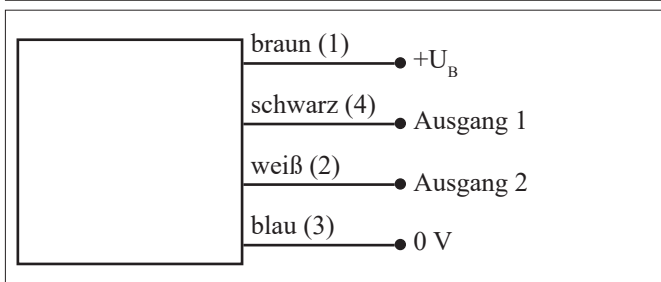 braun (1)
+U_B
schwarz (4)
Ausgang 1
weiß (2)
Ausgang 2
blau (3)
0 V